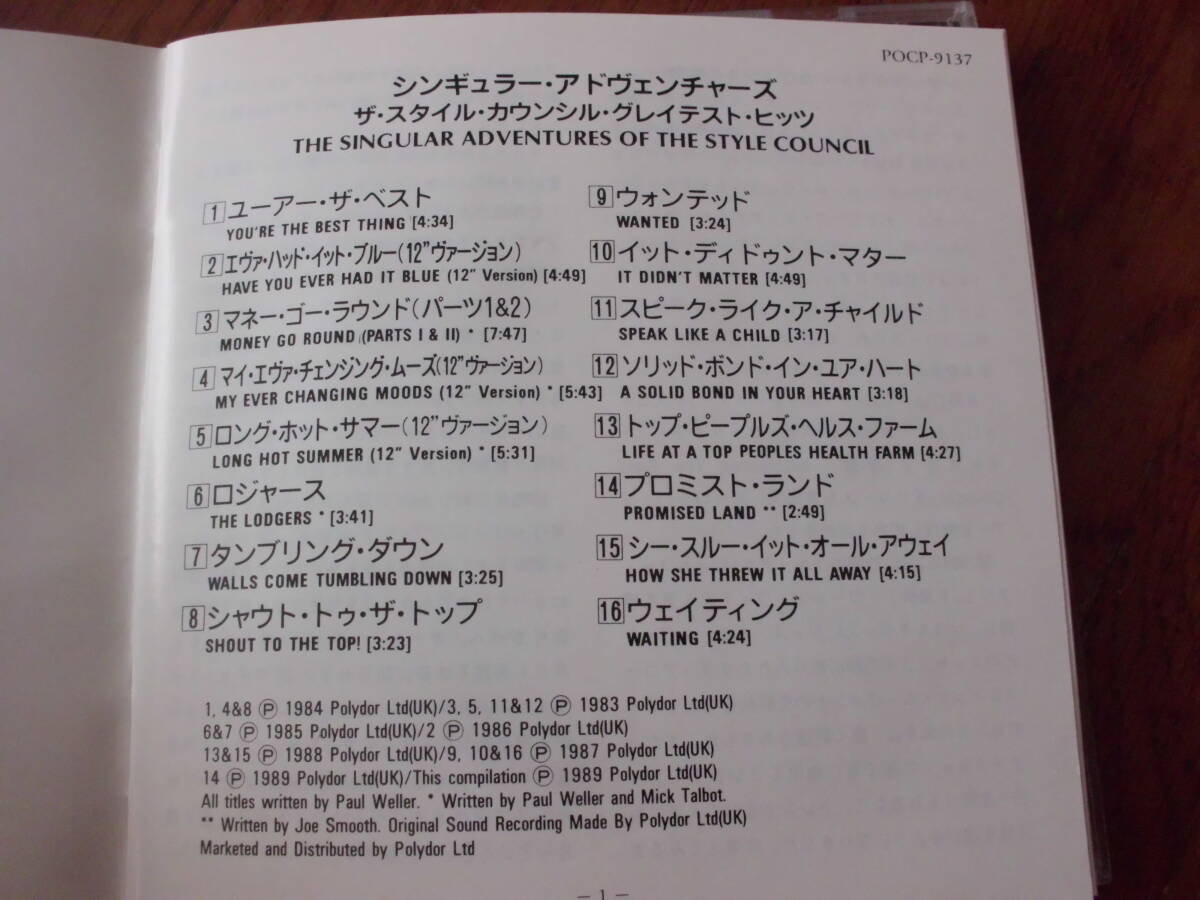 POCP-9137
シンギュラー・アドヴェンチャーズ
ザ・スタイル・カウンシル・グレイテスト・ヒッツ
THE SINGULAR ADVENTURES OF THE STYLE COUNCIL
1 ユーアー・ザ・ベスト
YOU'RE THE BEST THING [4:34]
2 エヴァ・ハッド・イット・ブルー(12”ヴァージョン)
HAVE YOU EVER HAD IT BLUE (12” Version) [4:49]
3 マネー・ゴー・ラウンド(パーツ1&2)
MONEY GO ROUND (PARTS I & II) * [7:47]
4 マイ・エヴァ・チェンジング・ムーズ(12”ヴァージョン)
MY EVER CHANGING MOODS (12” Version) * [5:43]
5 ロング・ホット・サマー(12”ヴァージョン)
LONG HOT SUMMER (12” Version) * [5:31]
6 ロジャース
THE LODGERS * [3:41]
7 タンブリング・ダウン
WALLS COME TUMBLING DOWN [3:25]
8 シャウト・トゥ・ザ・トップ
SHOUT TO THE TOP! [3:23]
9 ウォンテッド
WANTED [3:24]
10 イット・ディドゥント・マター
IT DIDN'T MATTER [4:49]
11 スピーク・ライク・ア・チャイルド
SPEAK LIKE A CHILD [3:17]
12 ソリッド・ボンド・イン・ユア・ハート
A SOLID BOND IN YOUR HEART [3:18]
13 トップ・ピープルズ・ヘルス・ファーム
LIFE AT A TOP PEOPLES HEALTH FARM [4:27]
14 プロミスト・ランド
PROMISED LAND ** [2:49]
15 シー・スルー・イット・オール・アウェイ
HOW SHE THREW IT ALL AWAY [4:15]
16 ウェイティング
WAITING [4:24]
1, 4&8 Ⓟ 1984 Polydor Ltd(UK)/3, 5, 11&12 Ⓟ 1983 Polydor Ltd(UK)
6&7 Ⓟ 1985 Polydor Ltd(UK)/2 Ⓟ 1986 Polydor Ltd(UK)
13&15 Ⓟ 1988 Polydor Ltd(UK)/9, 10&16 Ⓟ 1987 Polydor Ltd(UK)
14 Ⓟ 1989 Polydor Ltd(UK)/This compilation Ⓟ 1989 Polydor Ltd(UK)
All titles written by Paul Weller. * Written by Paul Weller and Mick Talbot.
** Written by Joe Smooth. Original Sound Recording Made By Polydor Ltd(UK)
Marketed and Distributed by Polydor Ltd
— 1 —